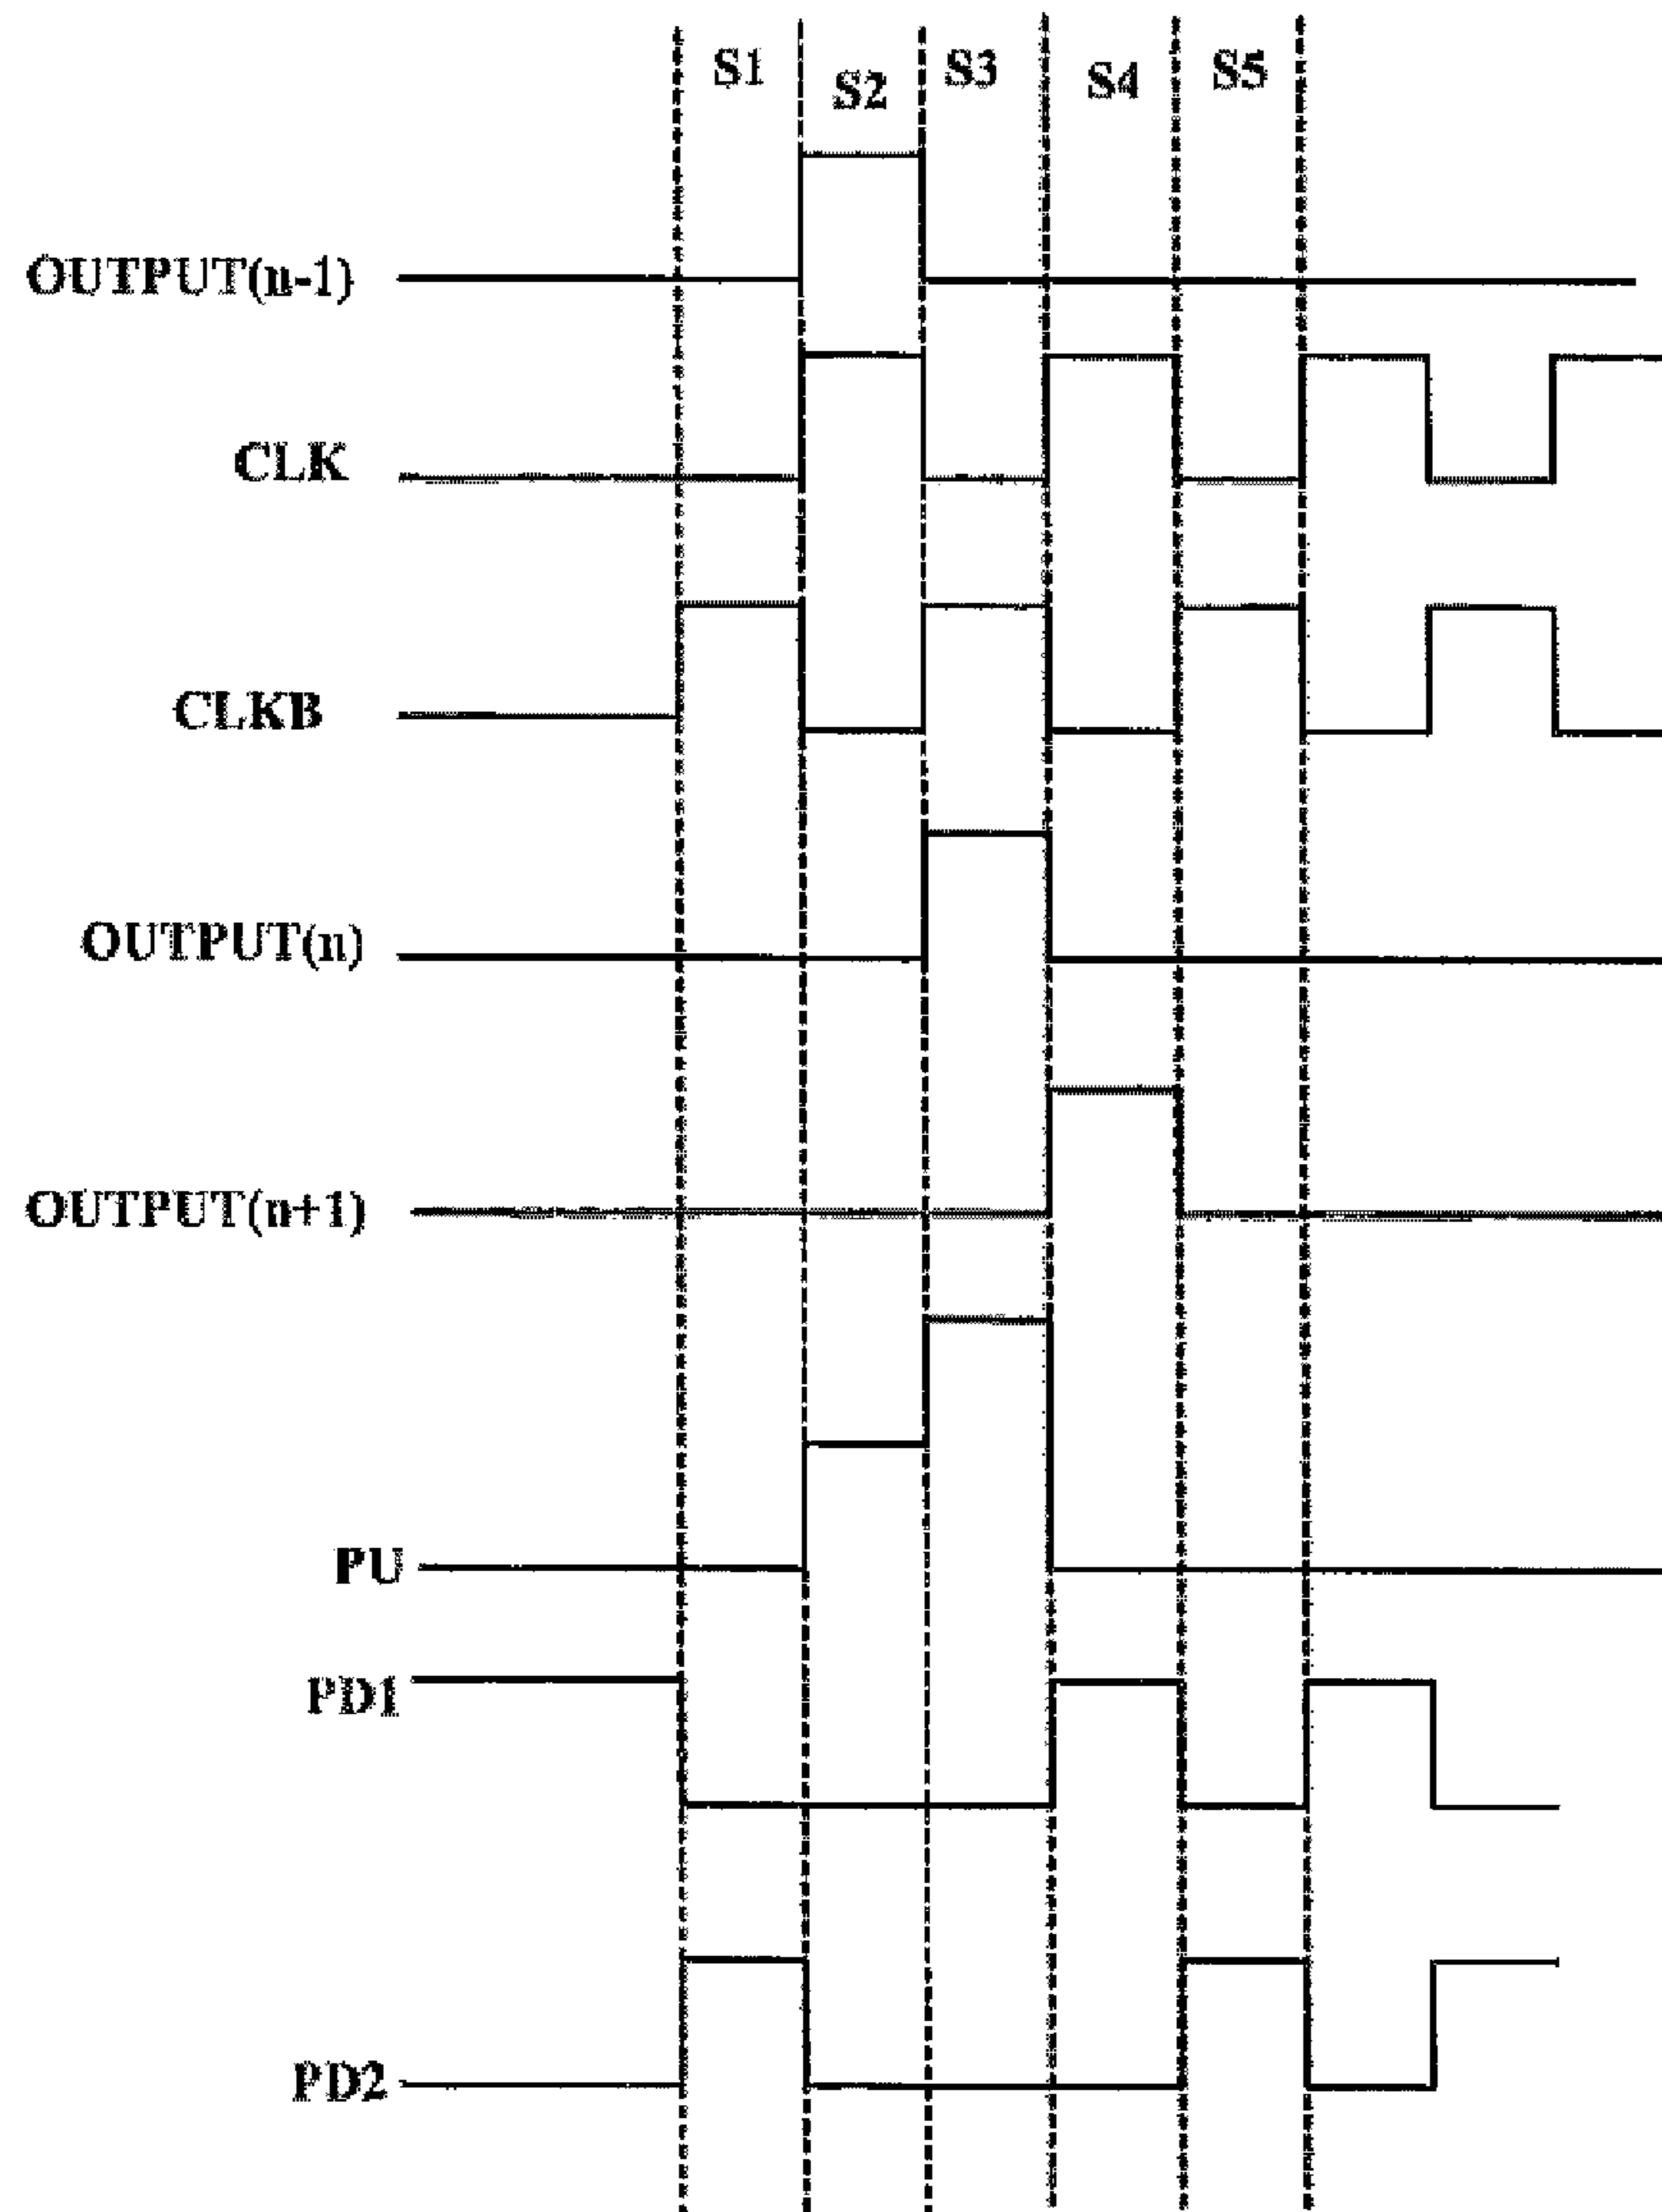 S1
S2
S3
S4
S5
OUTPUT(n-1)
CLK
CLKB
OUTPUT(n)
OUTPUT(n+1)
PU
PD1
PD2